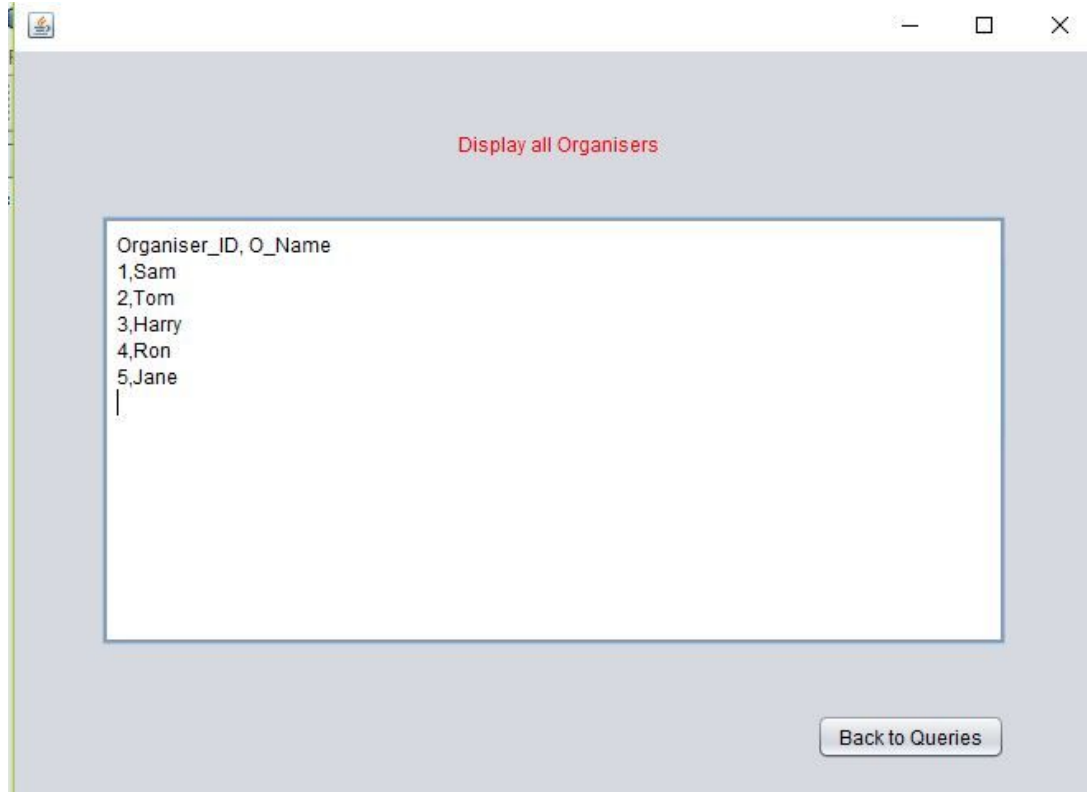 Display all Organisers
Organiser_ID, O_Name
1,Sam
2,Tom
3,Harry
4,Ron
5,Jane
Back to Queries